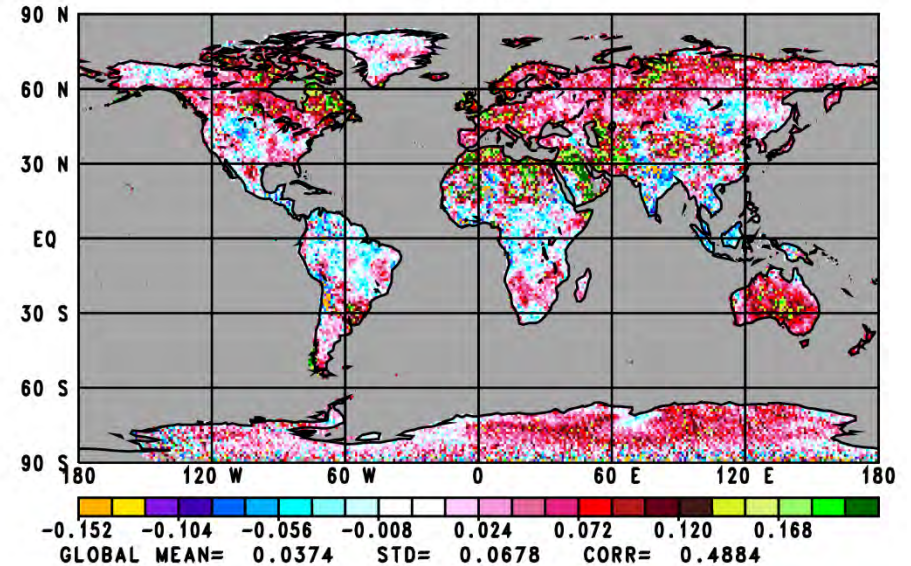 90 N
60 N
30 N
EQ
30 S
60 S
90 S
180 120 W 60 W 0 60 E 120 E 180
-0.152 -0.104 -0.056 -0.008 0.024 0.072 0.120 0.168
GLOBAL MEAN= 0.0374 STD= 0.0678 CORR= 0.4884